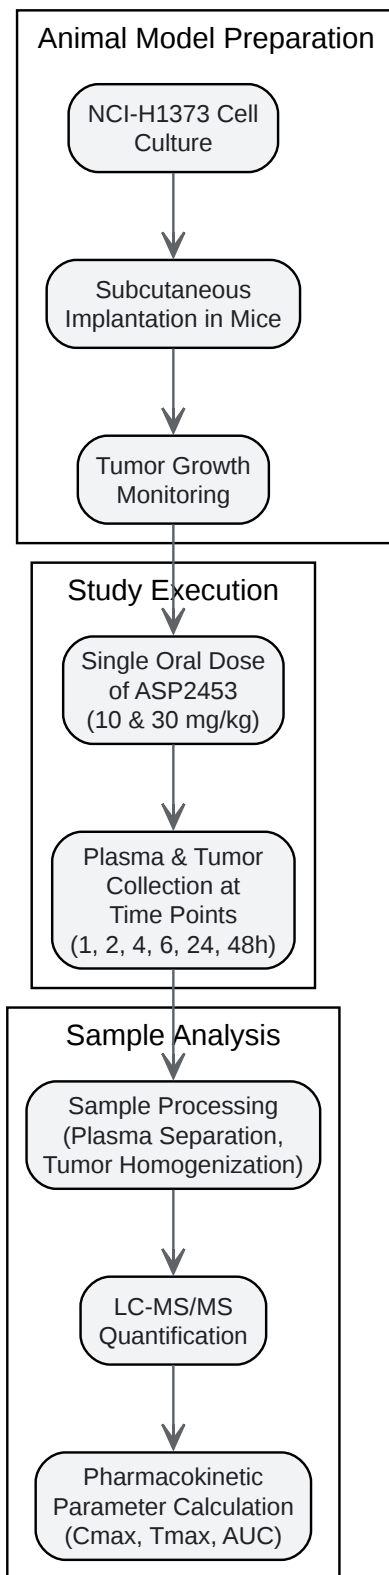 Animal Model Preparation
NCI-H1373 Cell
Culture
Subcutaneous
Implantation in Mice
Tumor Growth
Monitoring
Study Execution
Single Oral Dose
of ASP2453
(10 & 30 mg/kg)
Plasma & Tumor
Collection at
Time Points
(1, 2, 4, 6, 24, 48h)
Sample Analysis
Sample Processing
(Plasma Separation,
Tumor Homogenization)
LC-MS/MS
Quantification
Pharmacokinetic
Parameter Calculation
(Cmax, Tmax, AUC)